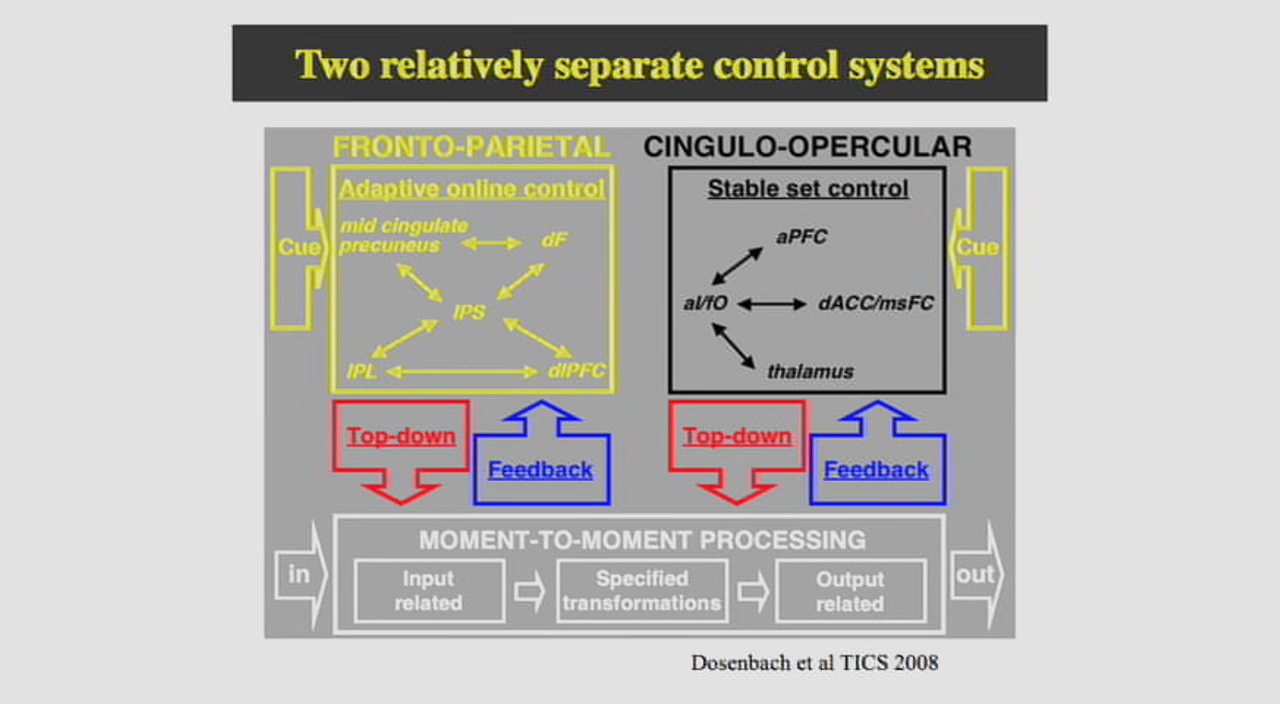 Two relatively separate control systems
FRONTO-PARIETAL
CINGULO-OPERCULAR
Cue
Adaptive online control
mid cingulate
precuneus
dF
IPS
IPL
dlPFC
Stable set control
aPFC
aI/fO
dACC/msFC
thalamus
Cue
Top-down
Feedback
Top-down
Feedback
in
MOMENT-TO-MOMENT PROCESSING
Input
related
Specified
transformations
Output
related
out
Dosenbach et al TICS 2008